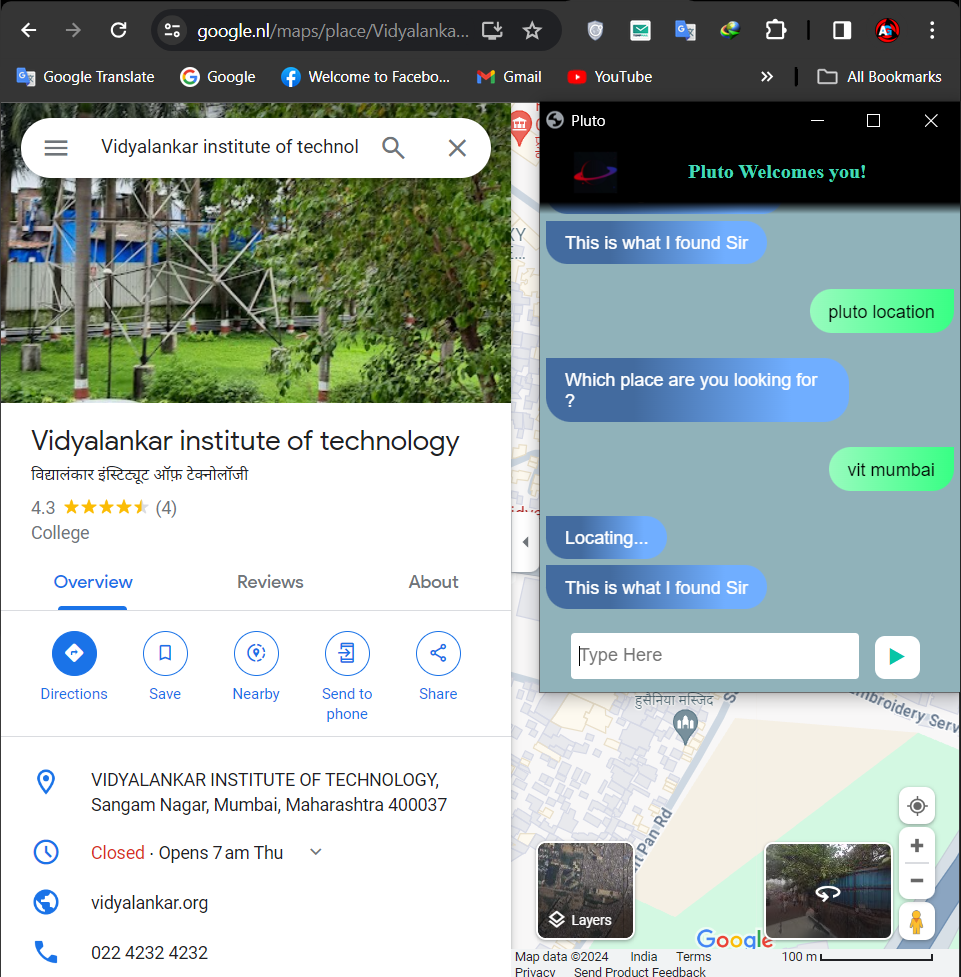 google.nl/maps/place/Vidyalanka...
Google Translate
Google
Welcome to Facebo...
Gmail
YouTube
All Bookmarks
Vidyalankar institute of technol
Vidyalankar institute of technology
विद्यालंकार इंस्टिट्यूट ऑफ़ टेक्नोलॉजी
4.3 (4)
College
Overview
Reviews
About
Directions
Save
Nearby
Send to
phone
Share
VIDYALANKAR INSTITUTE OF TECHNOLOGY,
Sangam Nagar, Mumbai, Maharashtra 400037
Closed · Opens 7 am Thu
vidyalankar.org
022 4232 4232
Pluto
Pluto Welcomes you!
This is what I found Sir
pluto location
Which place are you looking for
?
vit mumbai
Locating...
This is what I found Sir
Type Here
हुसैनिया मस्जिद
broidery Serv
Pan Rd
Layers
Google
Map data ©2024 India Terms 100 m
Privacy Send Product Feedback